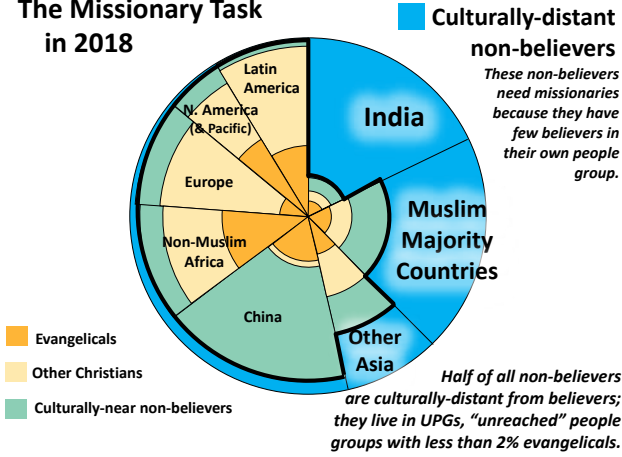 The Missionary Task
in 2018
Culturally-distant
non-believers
These non-believers
need missionaries
because they have
few believers in
their own people
group.
Latin
America
N. America
(& Pacific)
India
Europe
Muslim
Majority
Countries
Non-Muslim
Africa
China
Other
Asia
Evangelicals
Other Christians
Culturally-near non-believers
Half of all non-believers
are culturally-distant from believers;
they live in UPGs, “unreached” people
groups with less than 2% evangelicals.